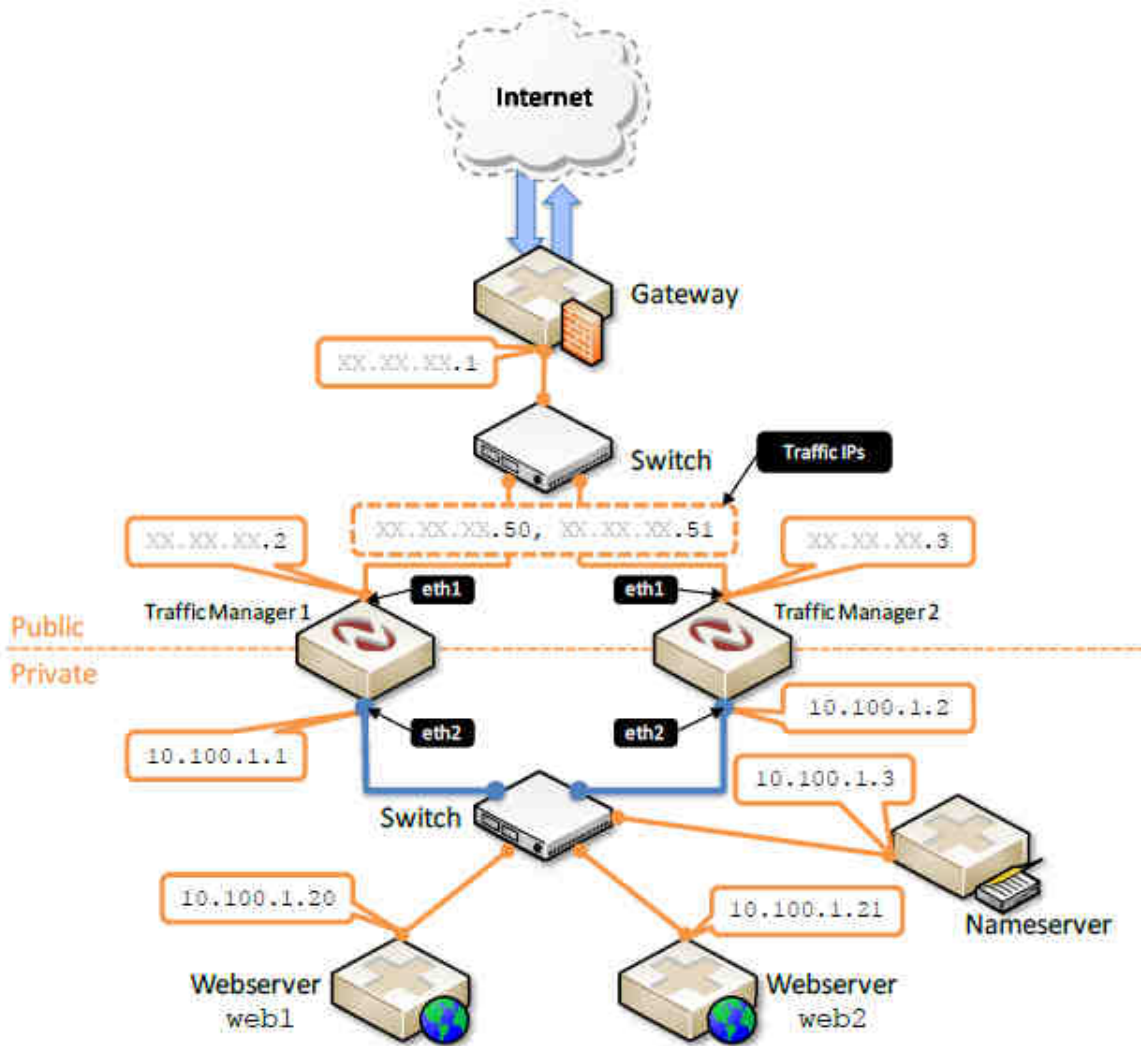 Internet
Gateway
XX.XX.XX.1
Switch
Traffic IPs
XX.XX.XX.50, XX.XX.XX.51
XX.XX.XX.2
XX.XX.XX.3
eth1
eth1
Traffic Manager 1
Traffic Manager 2
Public
Private
10.100.1.2
eth2
eth2
10.100.1.1
10.100.1.3
Switch
10.100.1.20
10.100.1.21
Nameserver
Webserver
web1
Webserver
web2